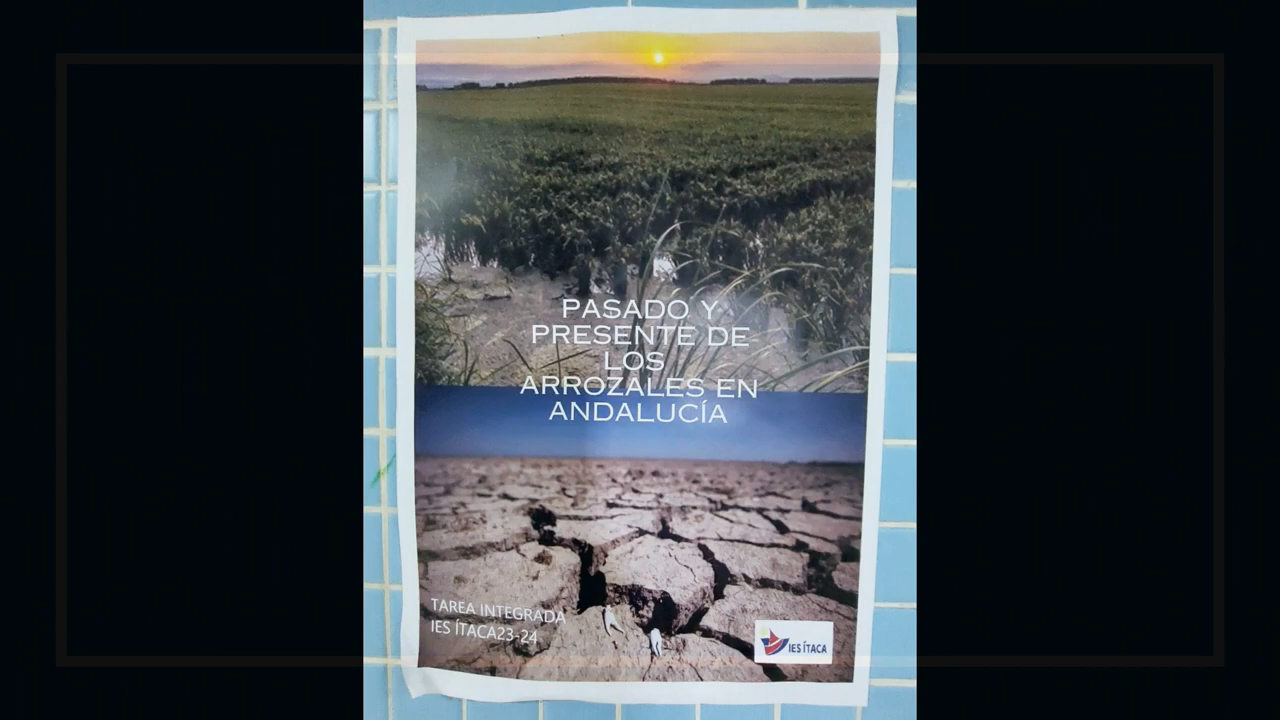 PASADO Y
PRESENTE DE
LOS
ARROZALES EN
ANDALUCÍA
TAREA INTEGRADA
IES ÍTACA23-24
IES ÍTACA